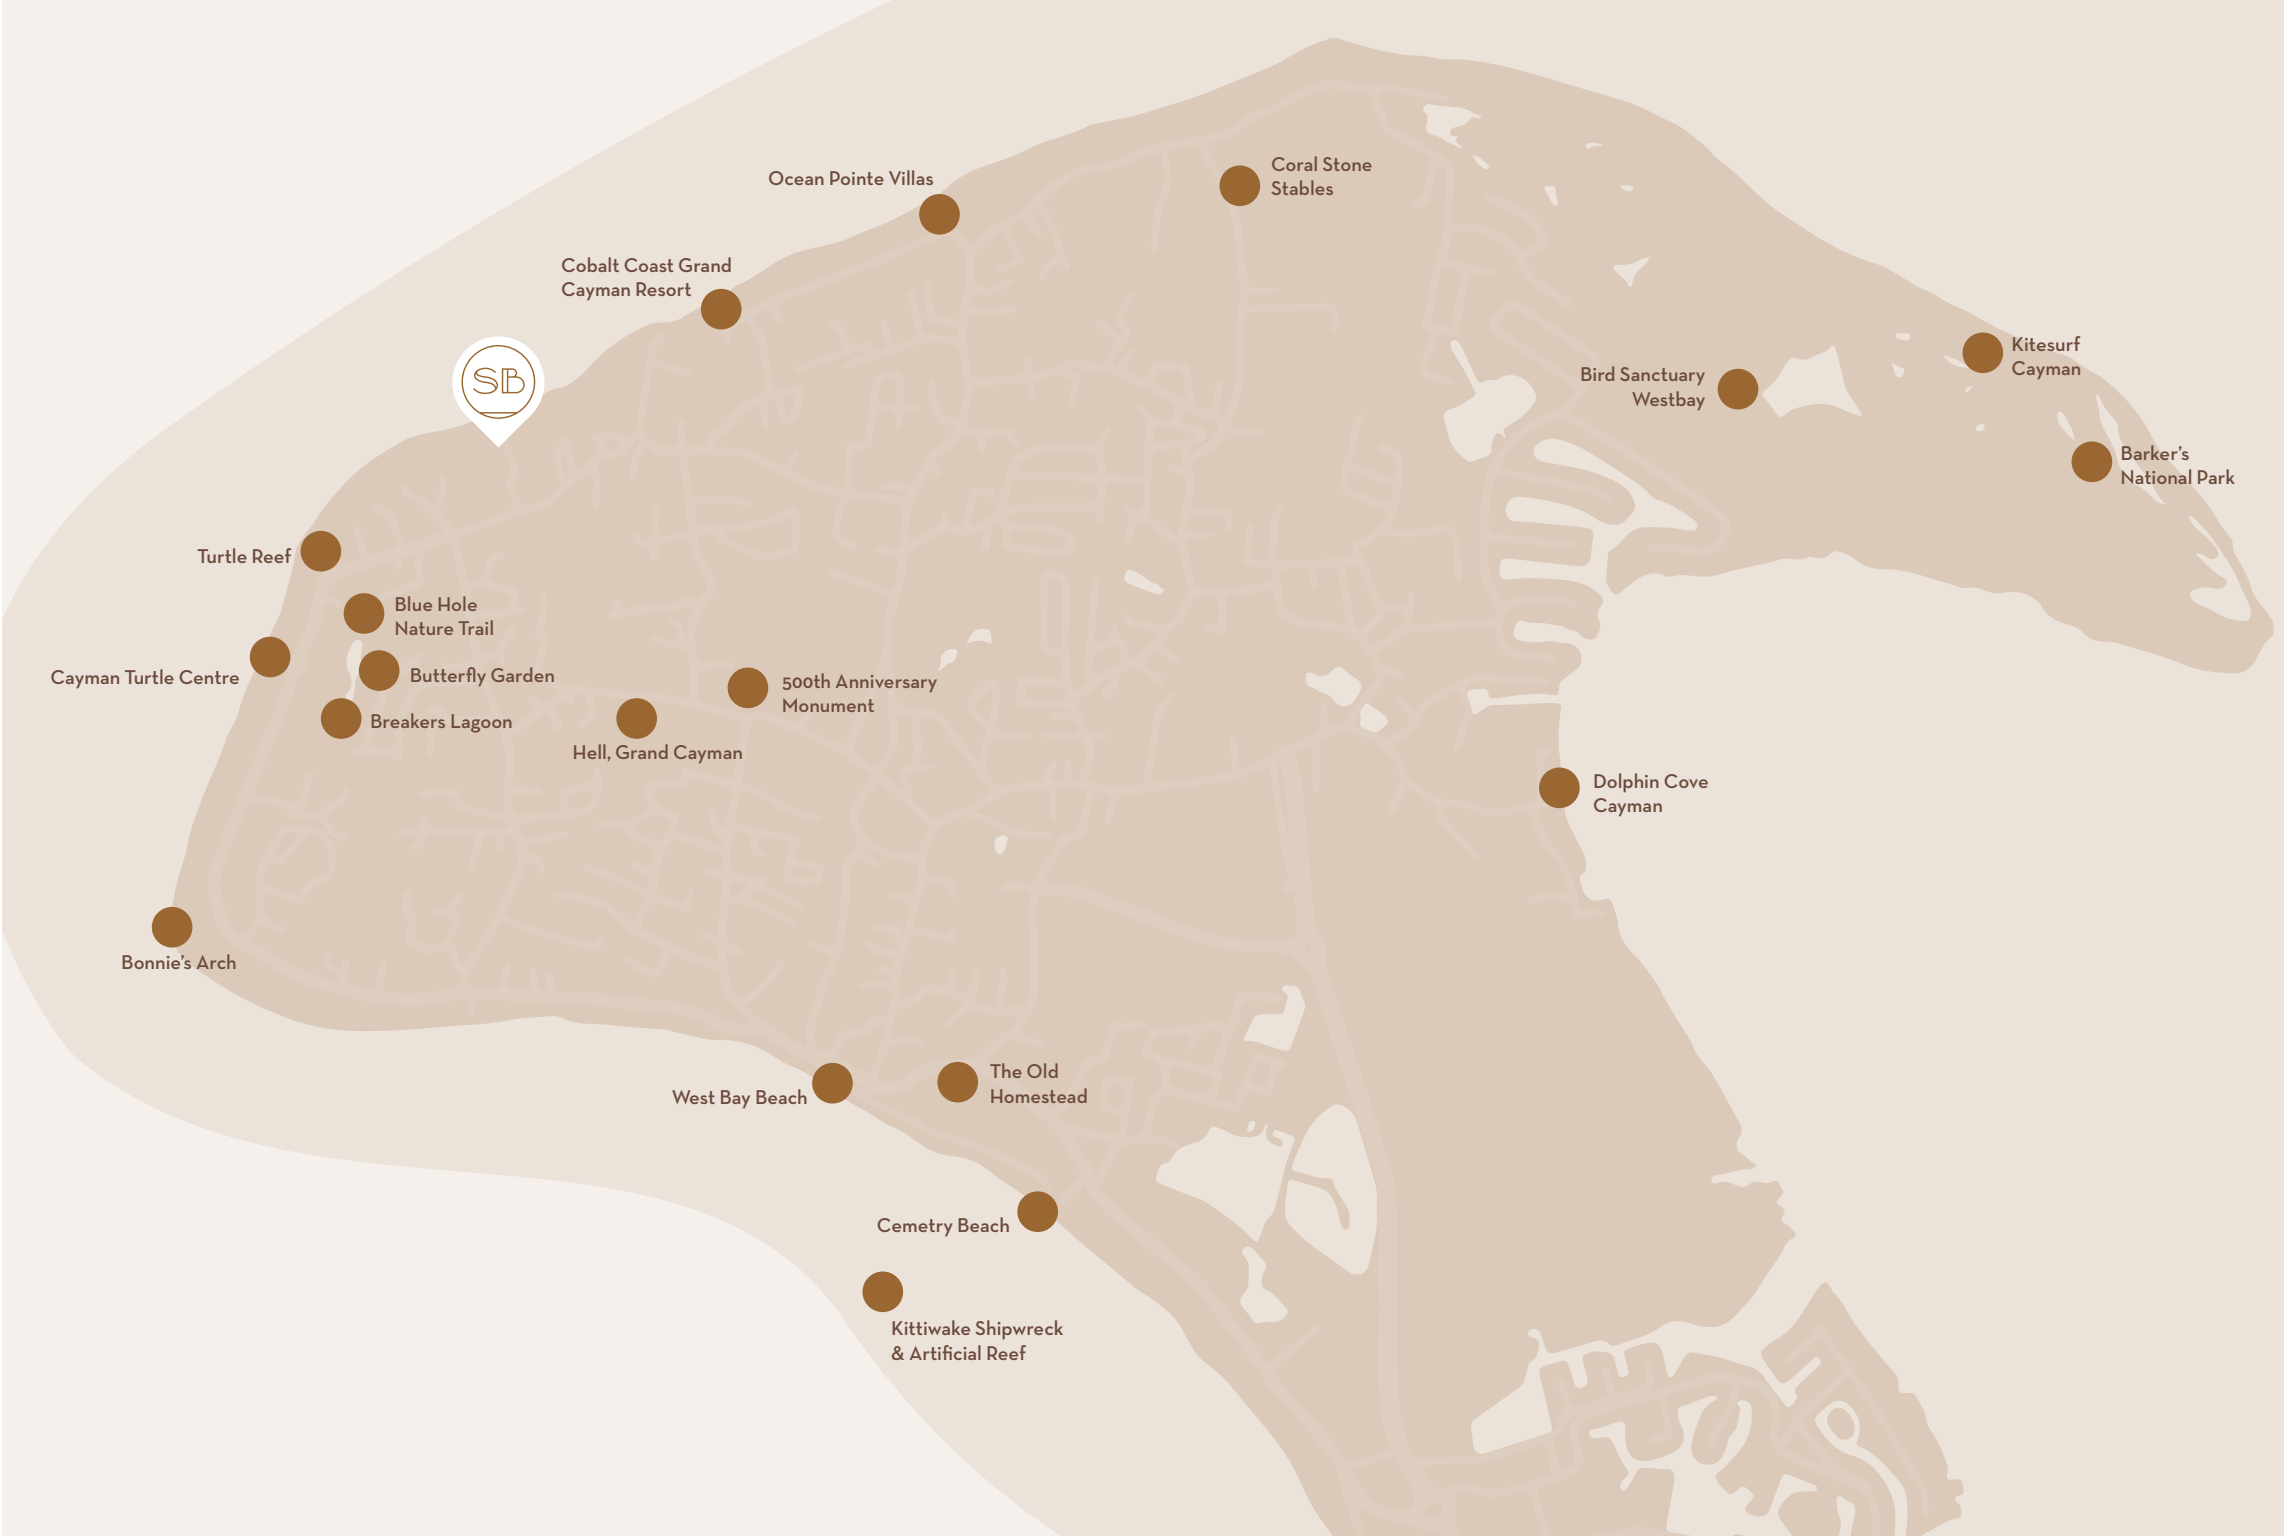 Coral Stone
Stables
Ocean Pointe Villas
Cobalt Coast Grand
Cayman Resort
SB
Kitesurf
Cayman
Bird Sanctuary
Westbay
Barker's
National Park
Turtle Reef
Blue Hole
Nature Trail
Cayman Turtle Centre
Butterfly Garden
Breakers Lagoon
500th Anniversary
Monument
Hell, Grand Cayman
Dolphin Cove
Cayman
Bonnie's Arch
The Old
Homestead
West Bay Beach
Cemetry Beach
Kittiwake Shipwreck
& Artificial Reef